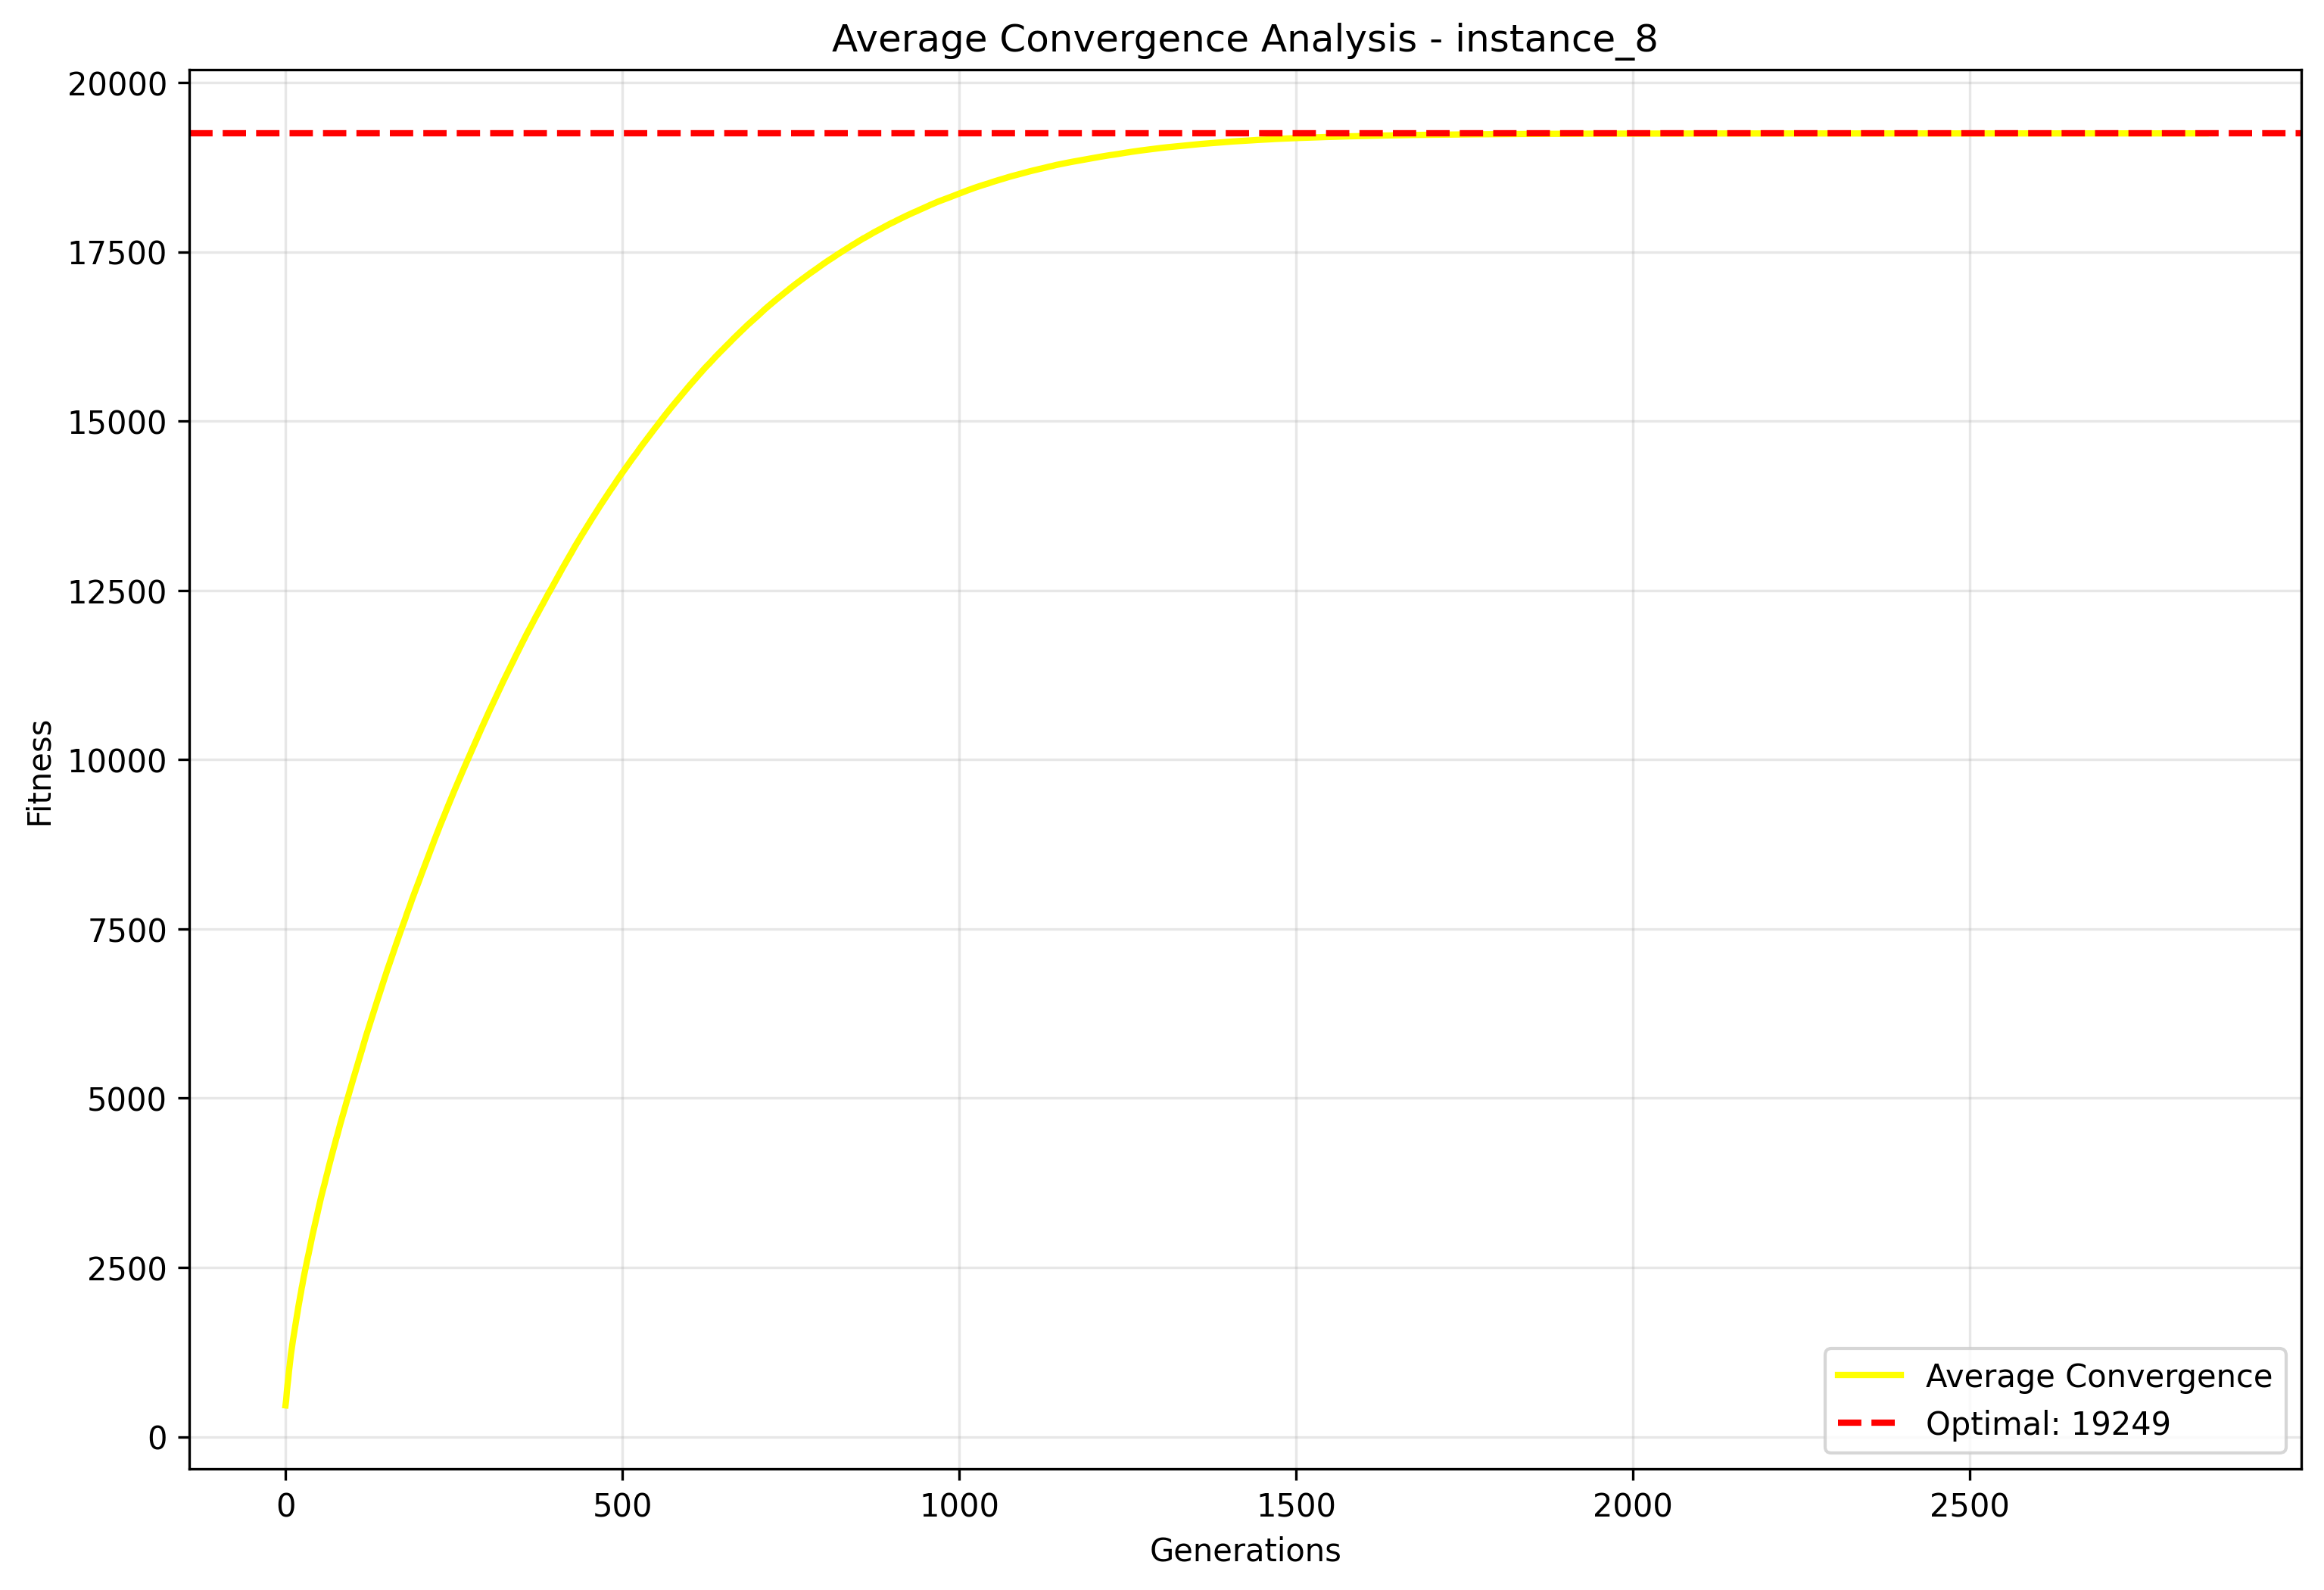 Average Convergence Analysis - instance_8
20000
17500
15000
12500
10000
7500
5000
2500
0
Fitness
0 500 1000 1500 2000 2500
Generations
Average Convergence
Optimal: 19249